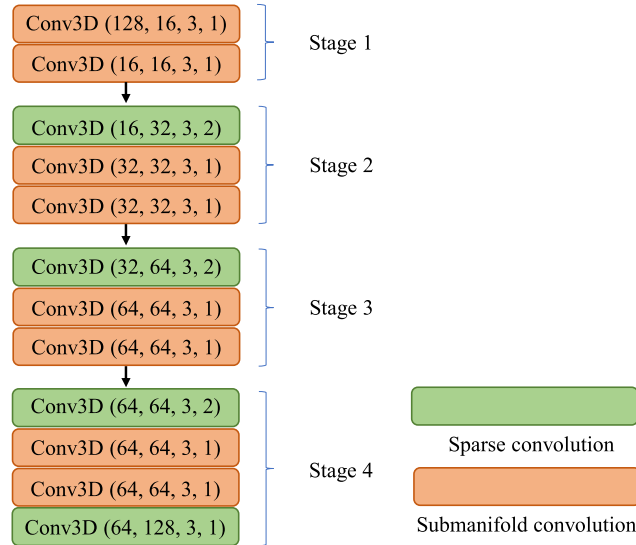 Conv3D (128, 16, 3, 1)
Conv3D (16, 16, 3, 1)
Stage 1
Conv3D (16, 32, 3, 2)
Conv3D (32, 32, 3, 1)
Conv3D (32, 32, 3, 1)
Stage 2
Conv3D (32, 64, 3, 2)
Conv3D (64, 64, 3, 1)
Conv3D (64, 64, 3, 1)
Stage 3
Conv3D (64, 64, 3, 2)
Conv3D (64, 64, 3, 1)
Conv3D (64, 64, 3, 1)
Conv3D (64, 128, 3, 1)
Stage 4
Sparse convolution
Submanifold convolution